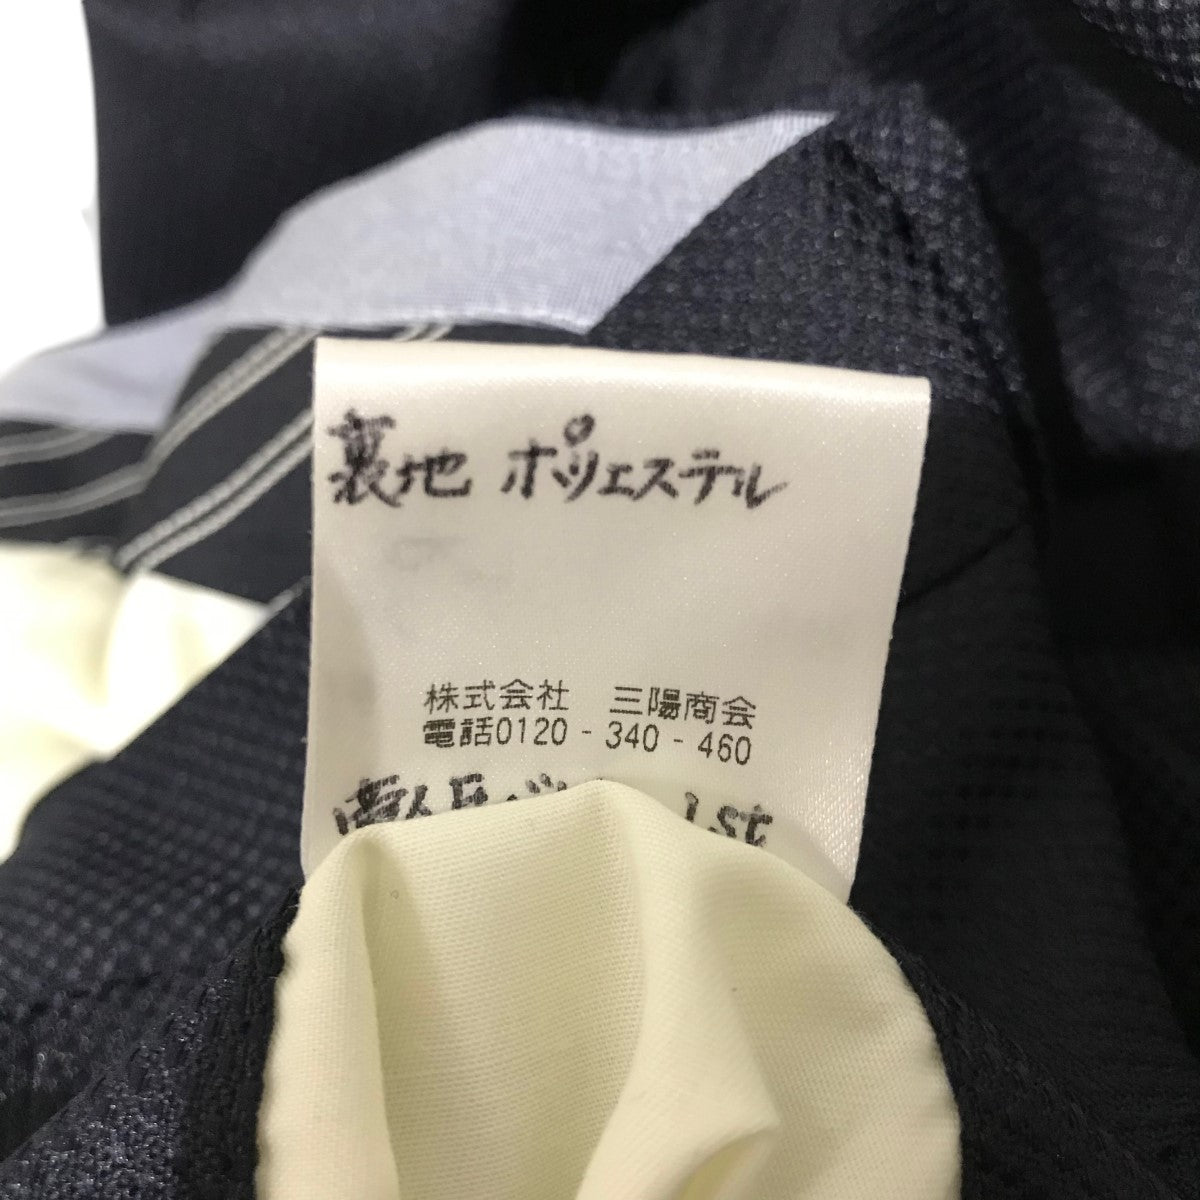 裏地 ポリエステル
株式会社 三陽商会
電話0120 - 340 - 460
1st